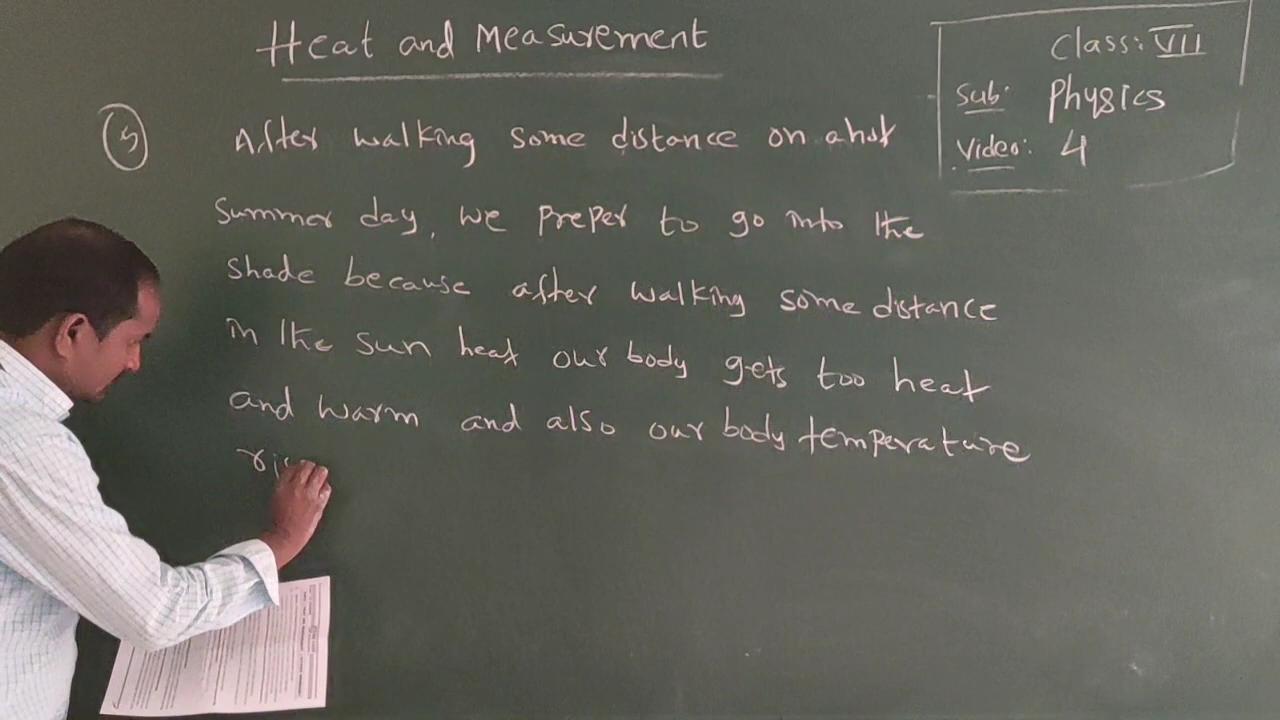 Heat and Measurement
Class: VII
Sub: Physics
Video: 4
5
After walking some distance on a hot
Summer day, we preper to go into the
shade because after walking some distance
in the sun heat our body gets too heat
and warm and also our body temperature